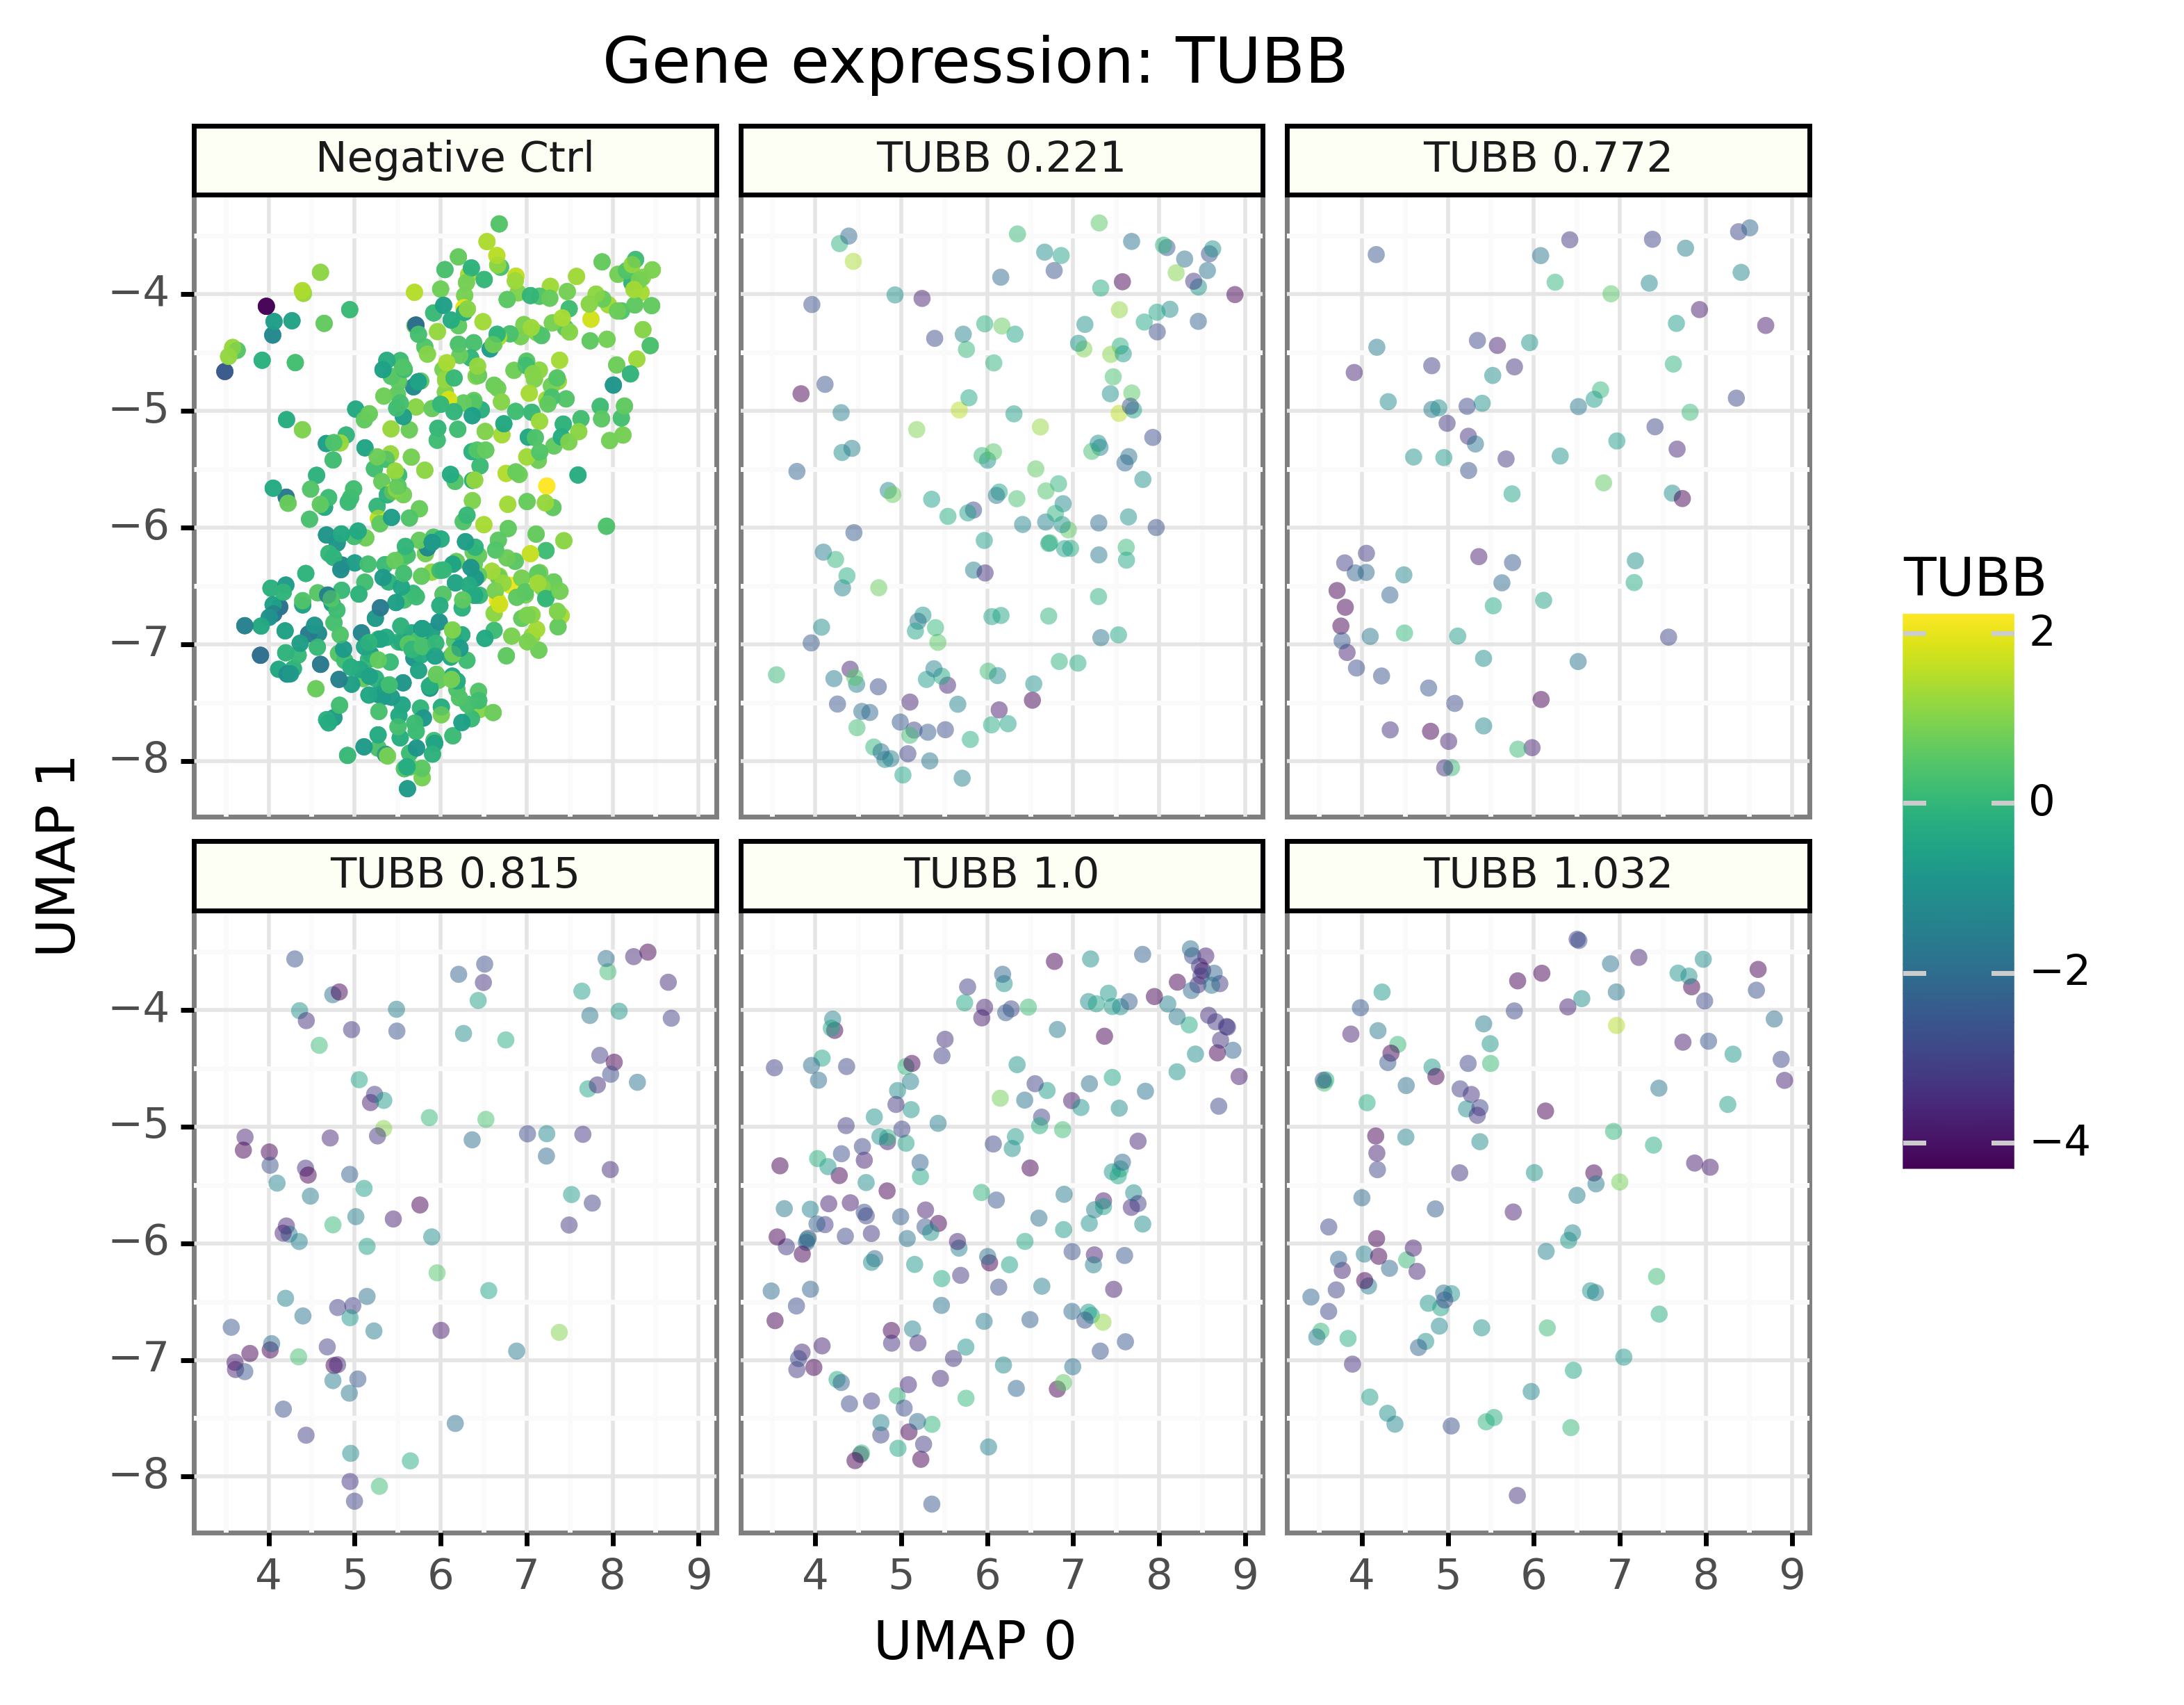 Gene expression: TUBB
Negative Ctrl
TUBB 0.221
TUBB 0.772
−4
−5
−6
−7
−8
TUBB 0.815
TUBB 1.0
TUBB 1.032
−4
−5
−6
−7
−8
4 5 6 7 8 9
4 5 6 7 8 9
4 5 6 7 8 9
UMAP 0
UMAP 1
TUBB
2
0
−2
−4